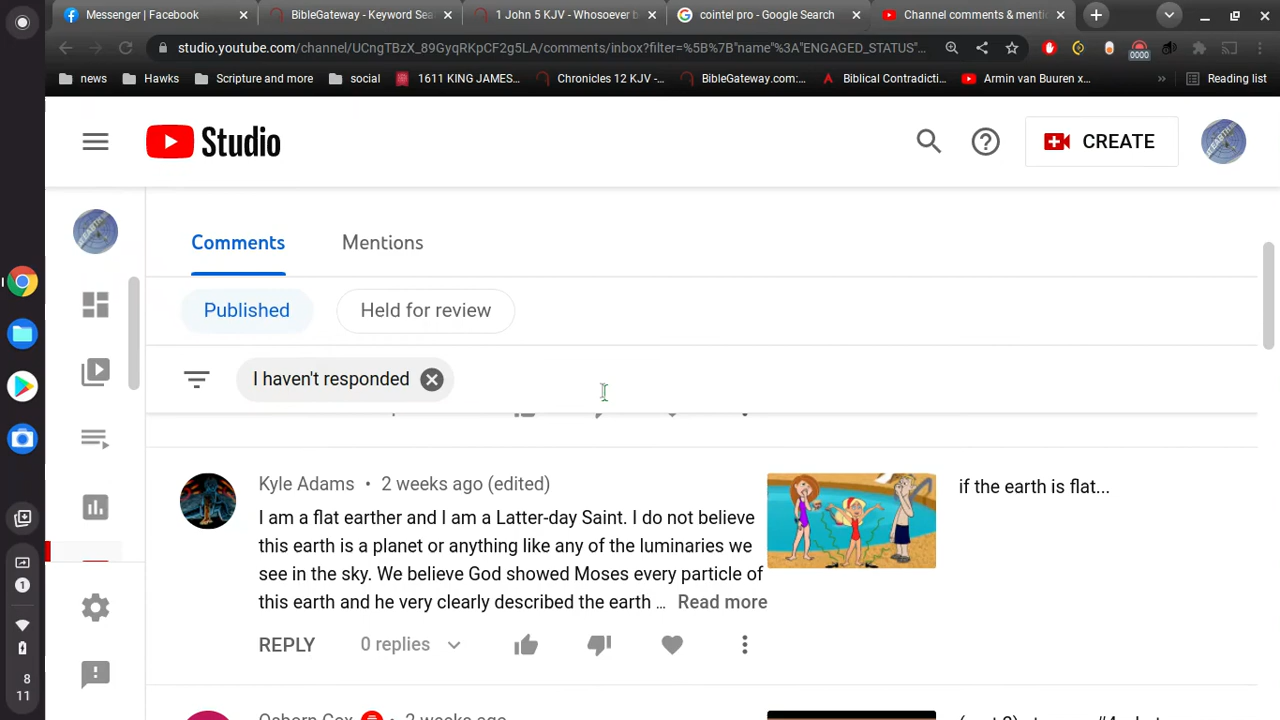 Messenger | Facebook
BibleGateway - Keyword Sea
1 John 5 KJV - Whosoever b
cointel pro - Google Search
Channel comments & menti
studio.youtube.com/channel/UCngTBzX_89GyqRKpCF2g5LA/comments/inbox?filter=%5B%7B"name"%3A"ENGAGED_STATUS"...
0000
news
Hawks
Scripture and more
social
1611 KING JAMES...
Chronicles 12 KJV -...
BibleGateway.com:...
Biblical Contradicti...
Armin van Buuren x...
»
Reading list
Studio
CREATE
Comments
Mentions
Published
Held for review
I haven't responded
Kyle Adams • 2 weeks ago (edited)
I am a flat earther and I am a Latter-day Saint. I do not believe
this earth is a planet or anything like any of the luminaries we
see in the sky. We believe God showed Moses every particle of
this earth and he very clearly described the earth ... Read more
if the earth is flat...
REPLY
0 replies
1
8
11